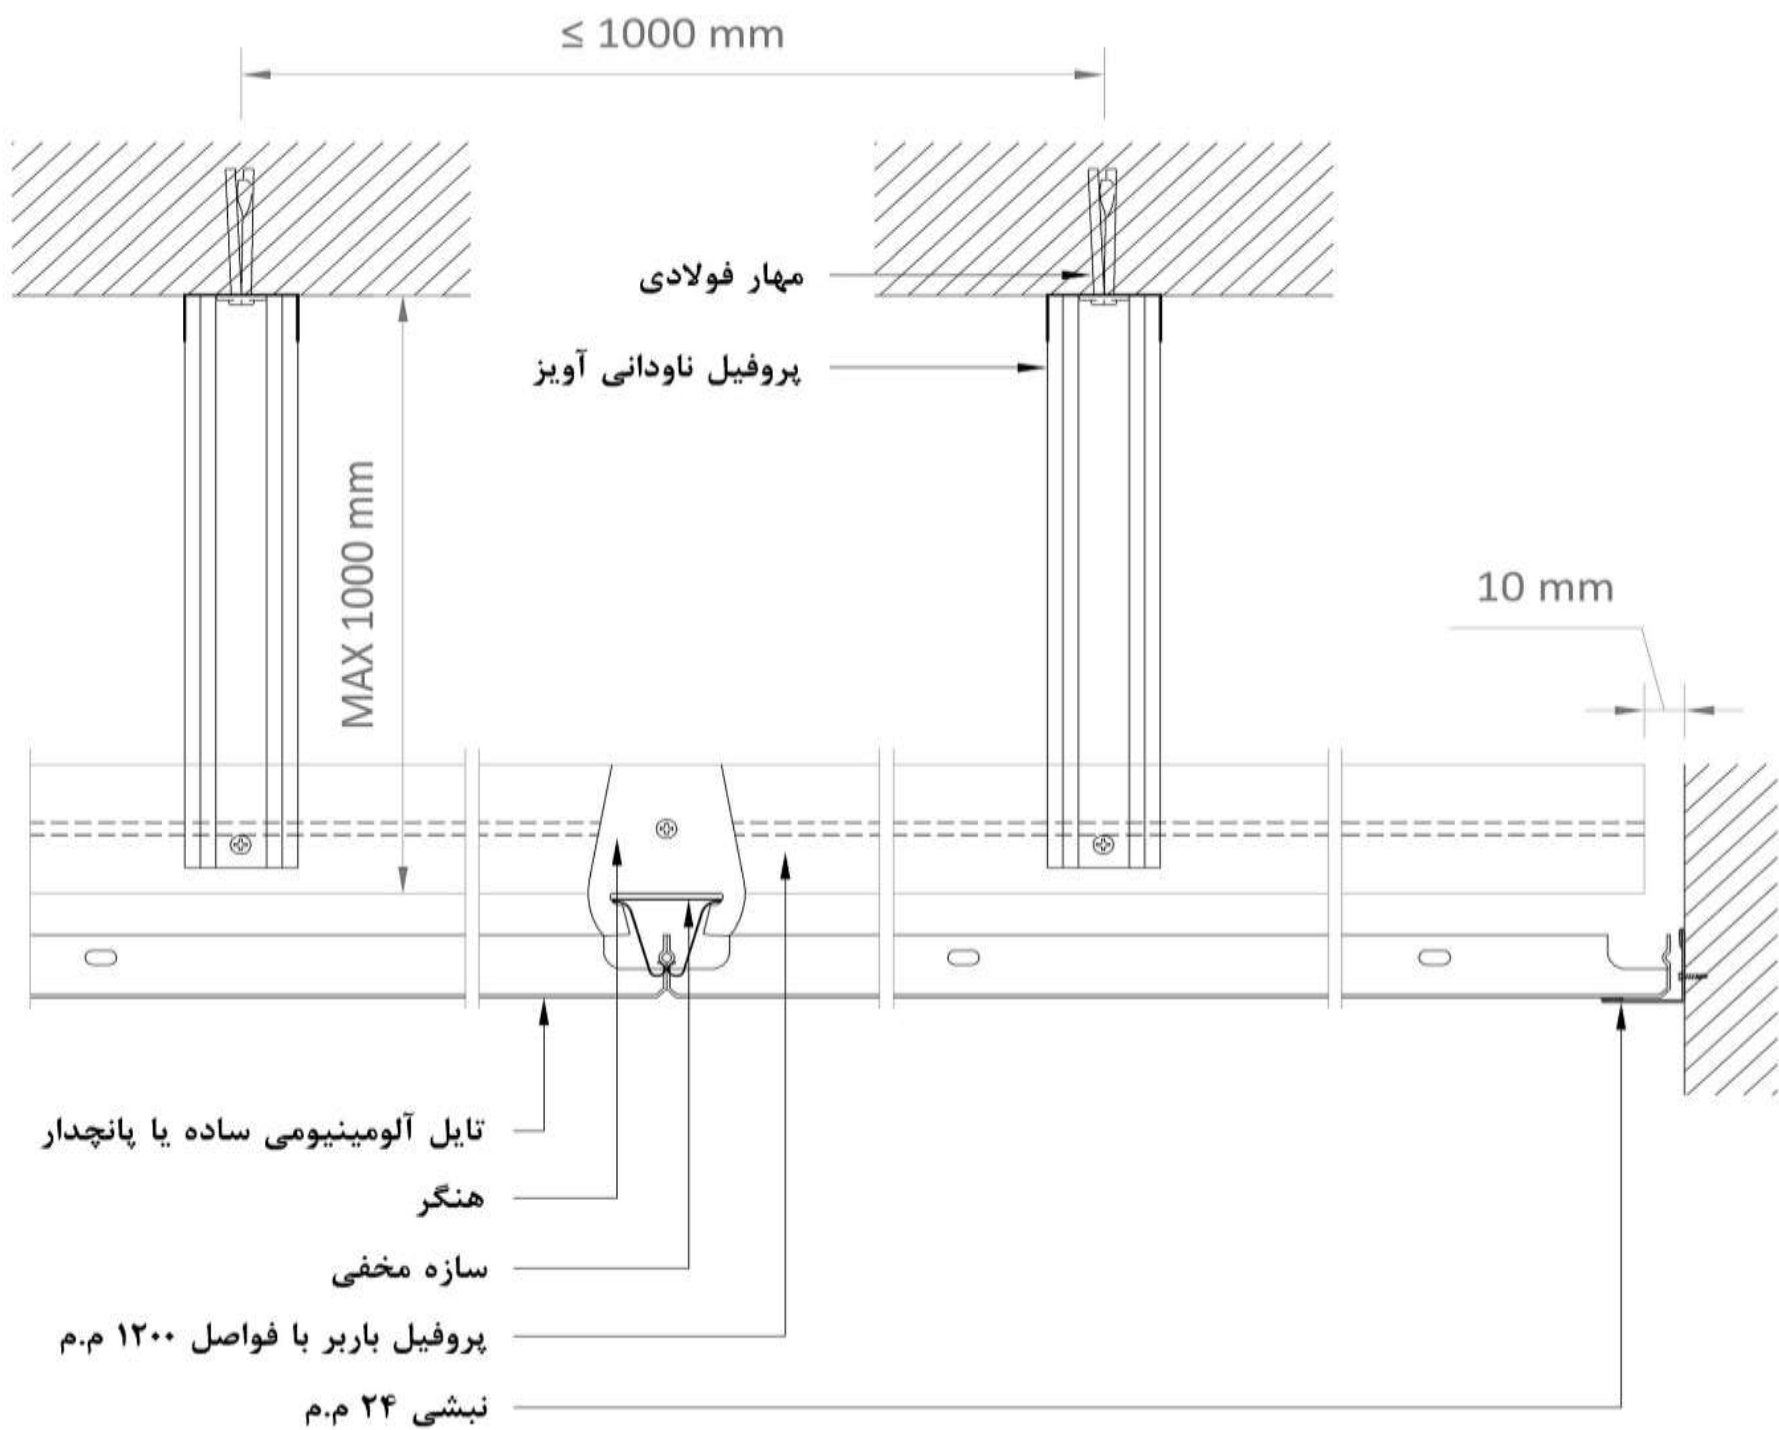 ≤ 1000 mm
مهار فولادی
پروفیل ناودانی آویز
MAX 1000 mm
10 mm
تایل آلومینیومی ساده یا پانچدار
هنگر
سازه مخفی
پروفیل باربر با فواصل ۱۲۰۰ م.م
نبشی ۲۴ م.م